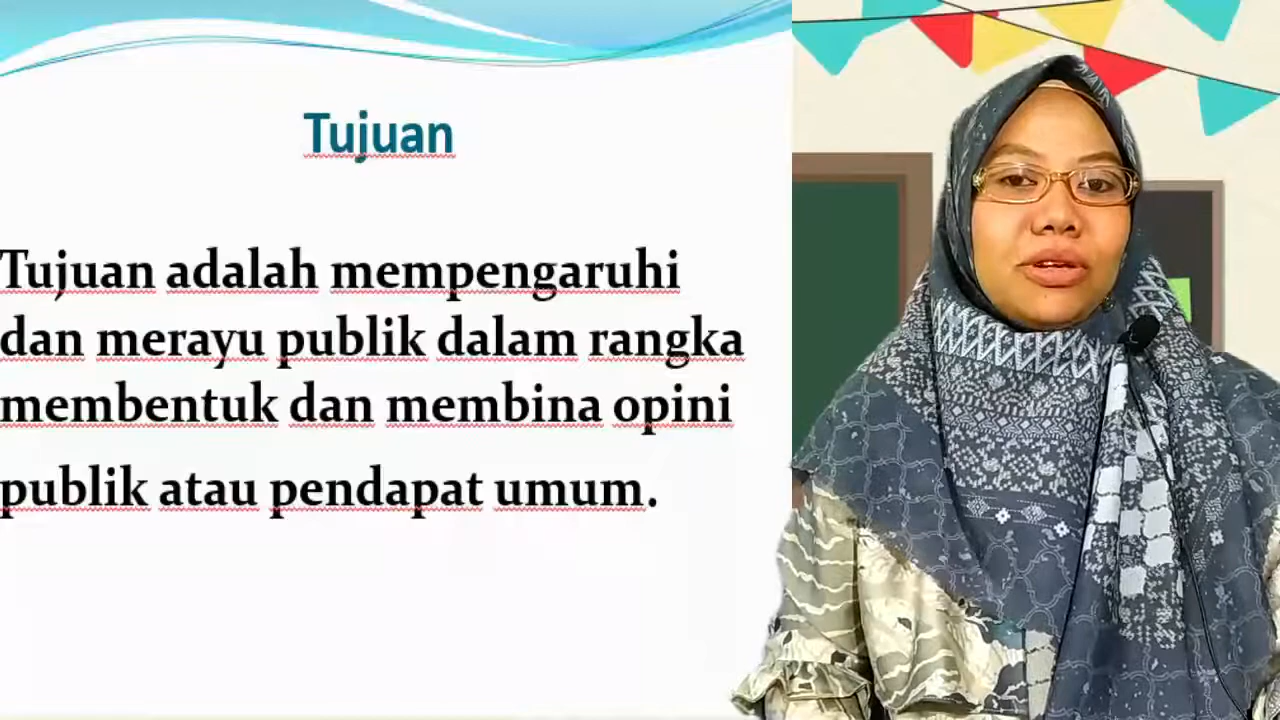 Tujuan
Tujuan adalah mempengaruhi
dan merayu publik dalam rangka
membentuk dan membina opini
publik atau pendapat umum.